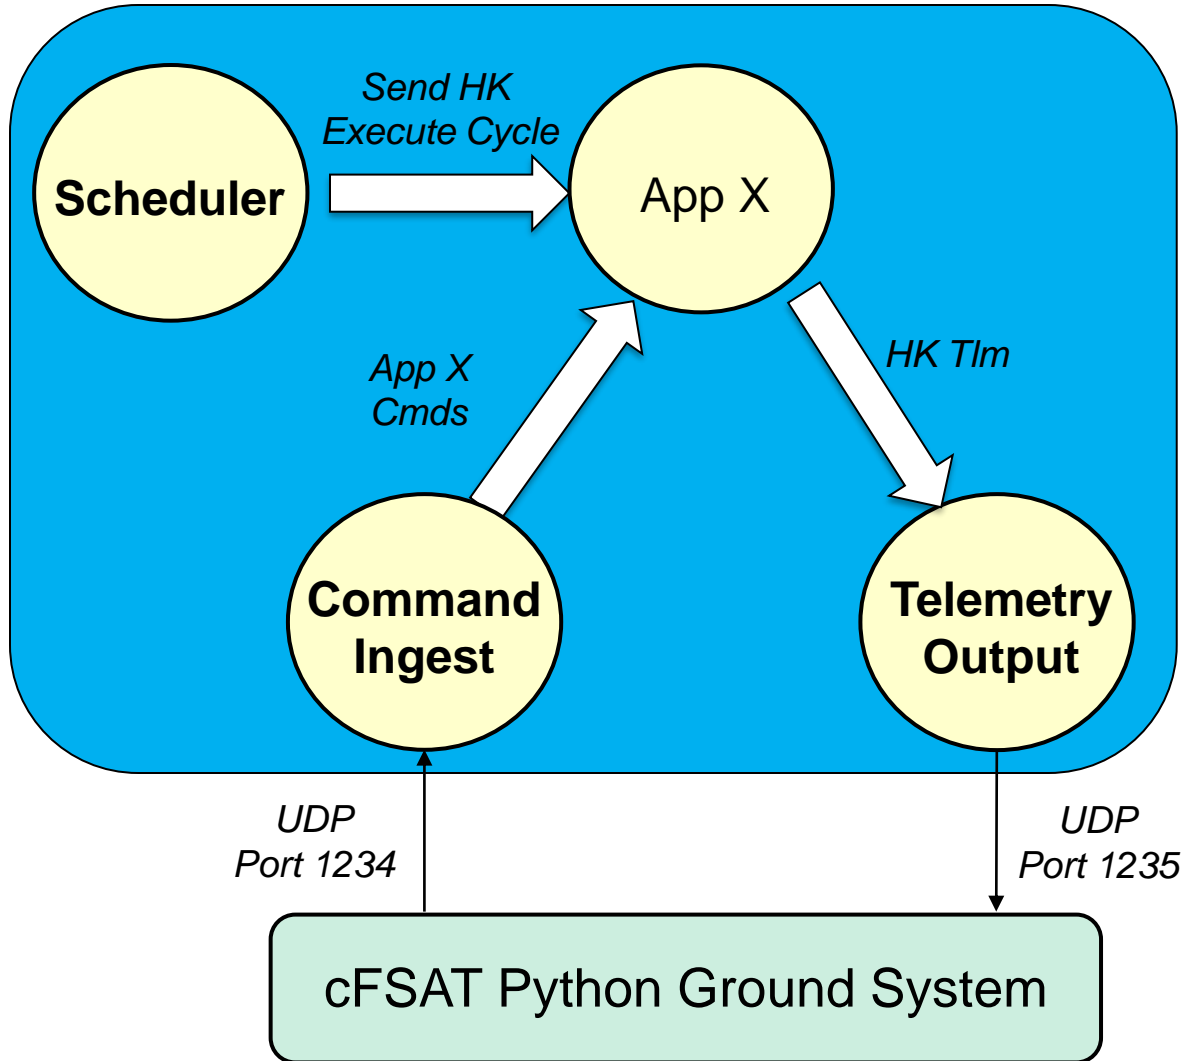 Send HK
Execute Cycle
Scheduler
App X
App X
Cmds
HK Tlm
Command
Ingest
Telemetry
Output
UDP
Port 1234
UDP
Port 1235
cFSAT Python Ground System